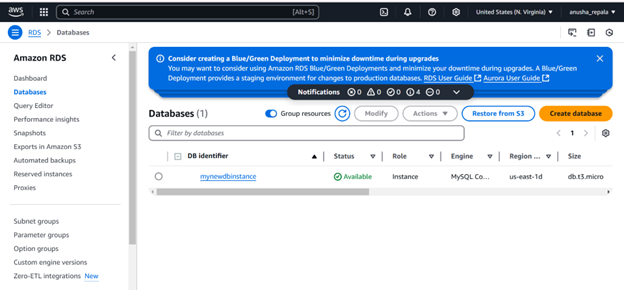 aws
Search
[Alt+S]
United States (N. Virginia)
anusha_repala
RDS > Databases
Amazon RDS
Dashboard
Databases
Query Editor
Performance insights
Snapshots
Exports in Amazon S3
Automated backups
Reserved instances
Proxies
Subnet groups
Parameter groups
Option groups
Custom engine versions
Zero-ETL integrations New
Consider creating a Blue/Green Deployment to minimize downtime during upgrades
You may want to consider using Amazon RDS Blue/Green Deployments and minimize your downtime during upgrades. A Blue/Green
Deployment provides a staging environment for changes to production databases. RDS User Guide Aurora User Guide
Notifications 0 0 0 4 0
Databases (1)
Group resources
Modify
Actions
Restore from S3
Create database
Filter by databases
1
DB identifier Status Role Engine Region ... Size
mynewdbinstance Available Instance MySQL Co... us-east-1d db.t3.micro